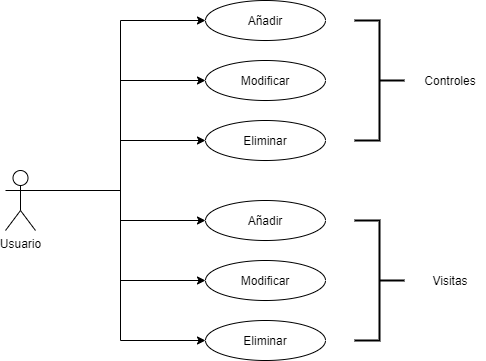 Añadir
Modificar
Controles
Eliminar
Usuario
Añadir
Modificar
Visitas
Eliminar